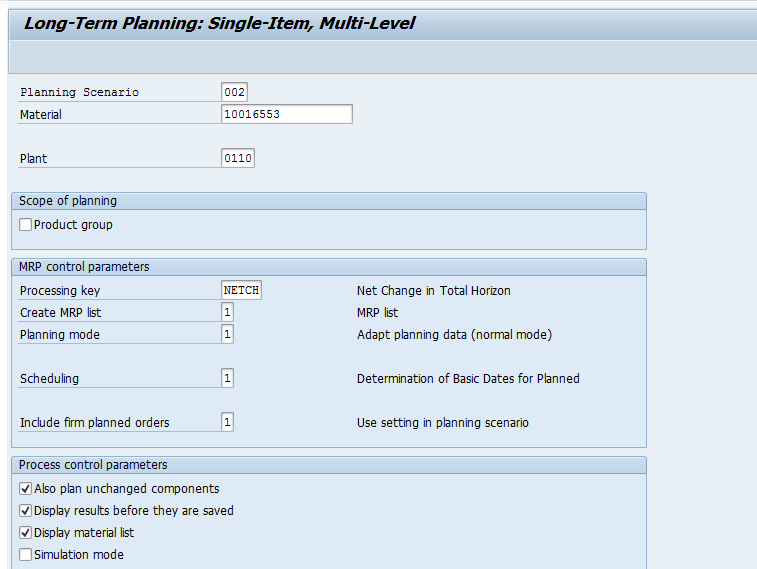 Long-Term Planning: Single-Item, Multi-Level
Planning Scenario 002
Material 10016553
Plant 0110
Scope of planning
Product group
MRP control parameters
Processing key NETCH Net Change in Total Horizon
Create MRP list 1 MRP list
Planning mode 1 Adapt planning data (normal mode)
Scheduling 1 Determination of Basic Dates for Planned
Include firm planned orders 1 Use setting in planning scenario
Process control parameters
Also plan unchanged components
Display results before they are saved
Display material list
Simulation mode